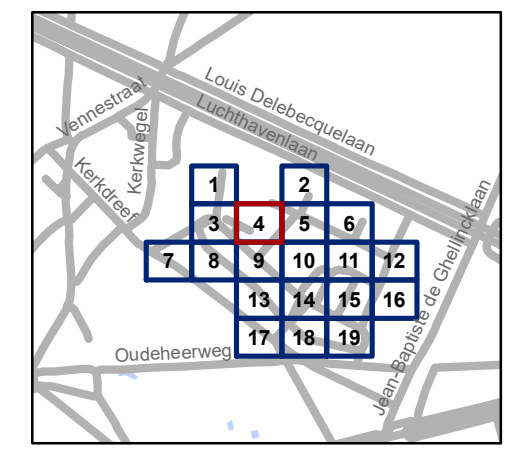 Louis Delebecquelaan
Luchthavenlaan
Vennestraat
Kerkwegel
Kerkdreef
1 2
3 4 5 6
7 8 9 10 11 12
13 14 15 16
17 18 19
Jean-Baptiste de Ghellincklaan
Oudeheerweg